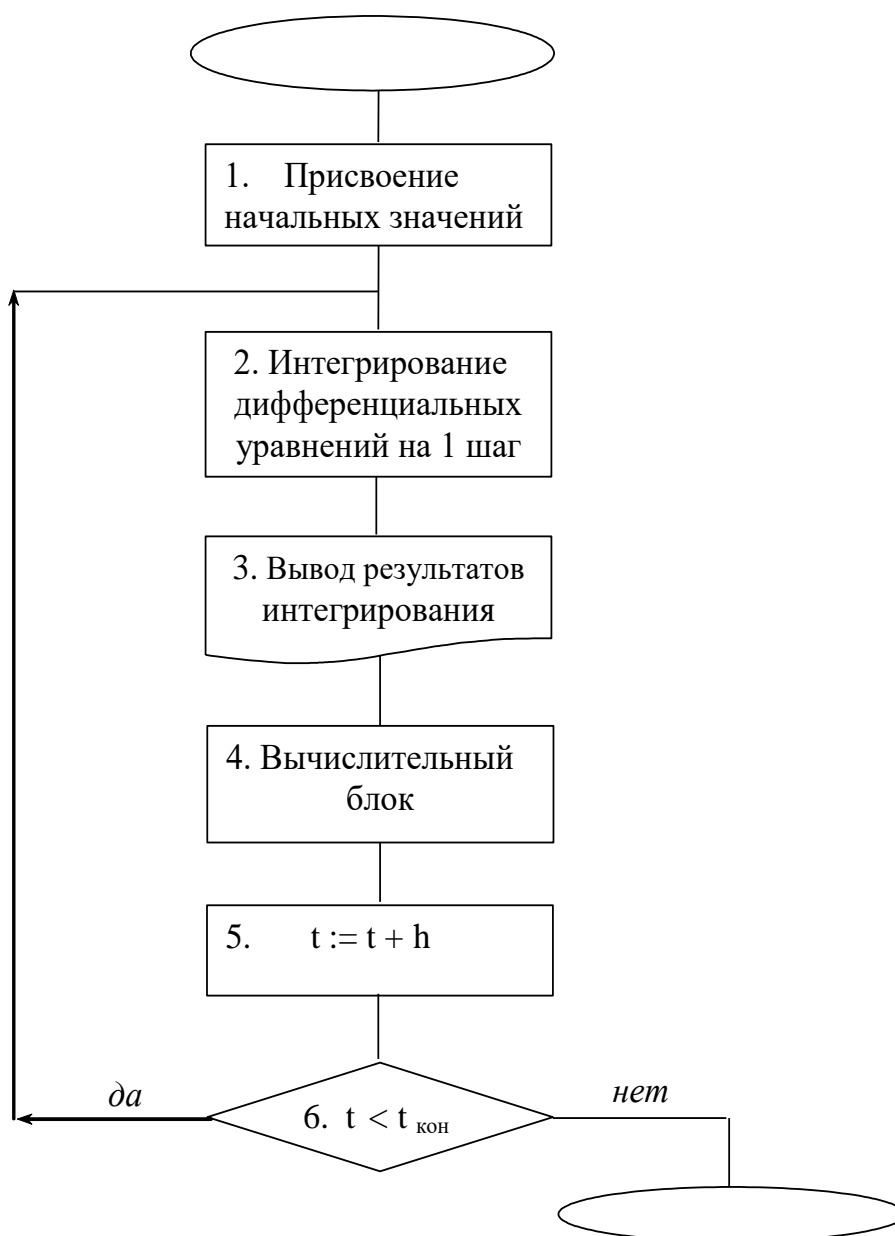 1. Присвоение
начальных значений
2. Интегрирование
дифференциальных
уравнений на 1 шаг
3. Вывод результатов
интегрирования
4. Вычислительный
блок
5. t := t + h
да
нет
6. t < t кон